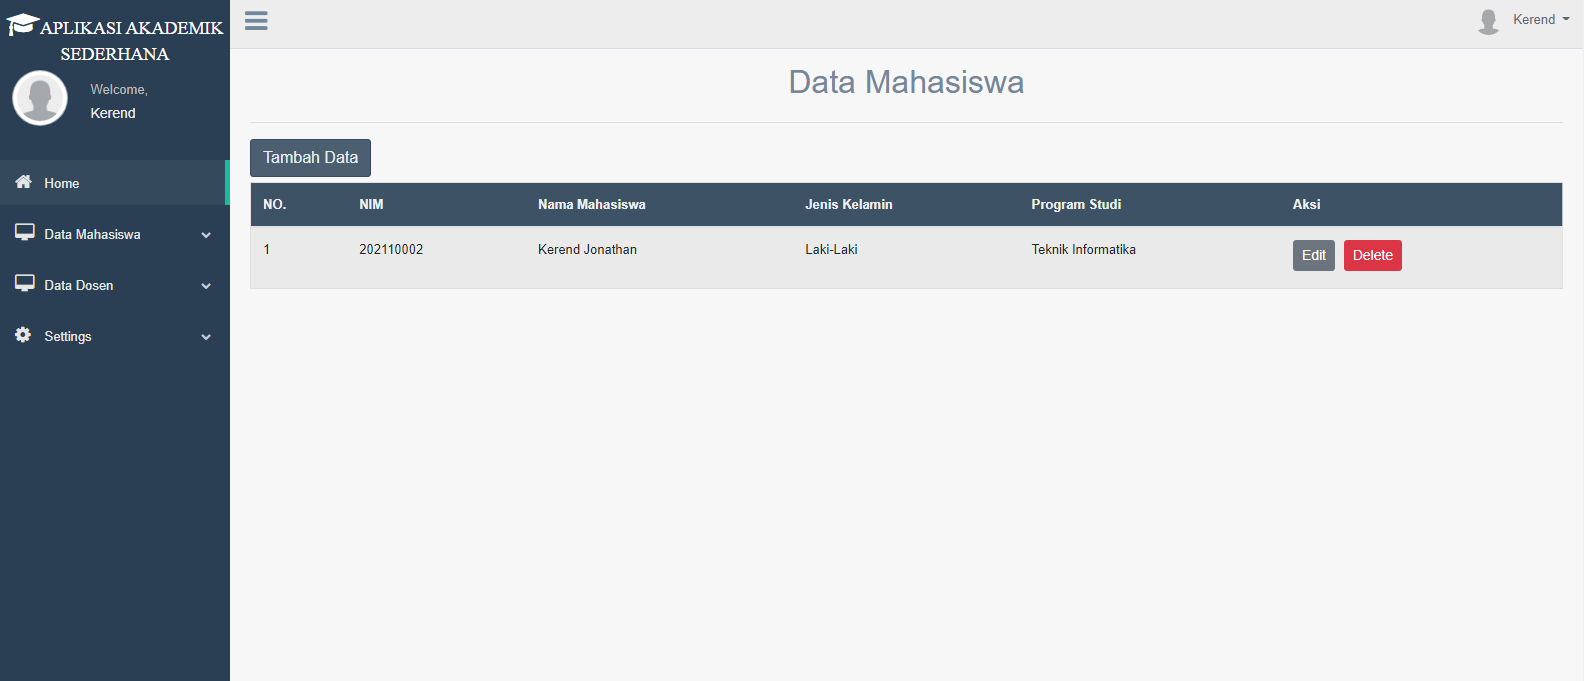 APLIKASI AKADEMIK
SEDERHANA
Welcome,
Kerend
Home
Data Mahasiswa
Data Dosen
Settings
Kerend
Data Mahasiswa
Tambah Data
NO. NIM Nama Mahasiswa Jenis Kelamin Program Studi Aksi
1 202110002 Kerend Jonathan Laki-Laki Teknik Informatika Edit Delete